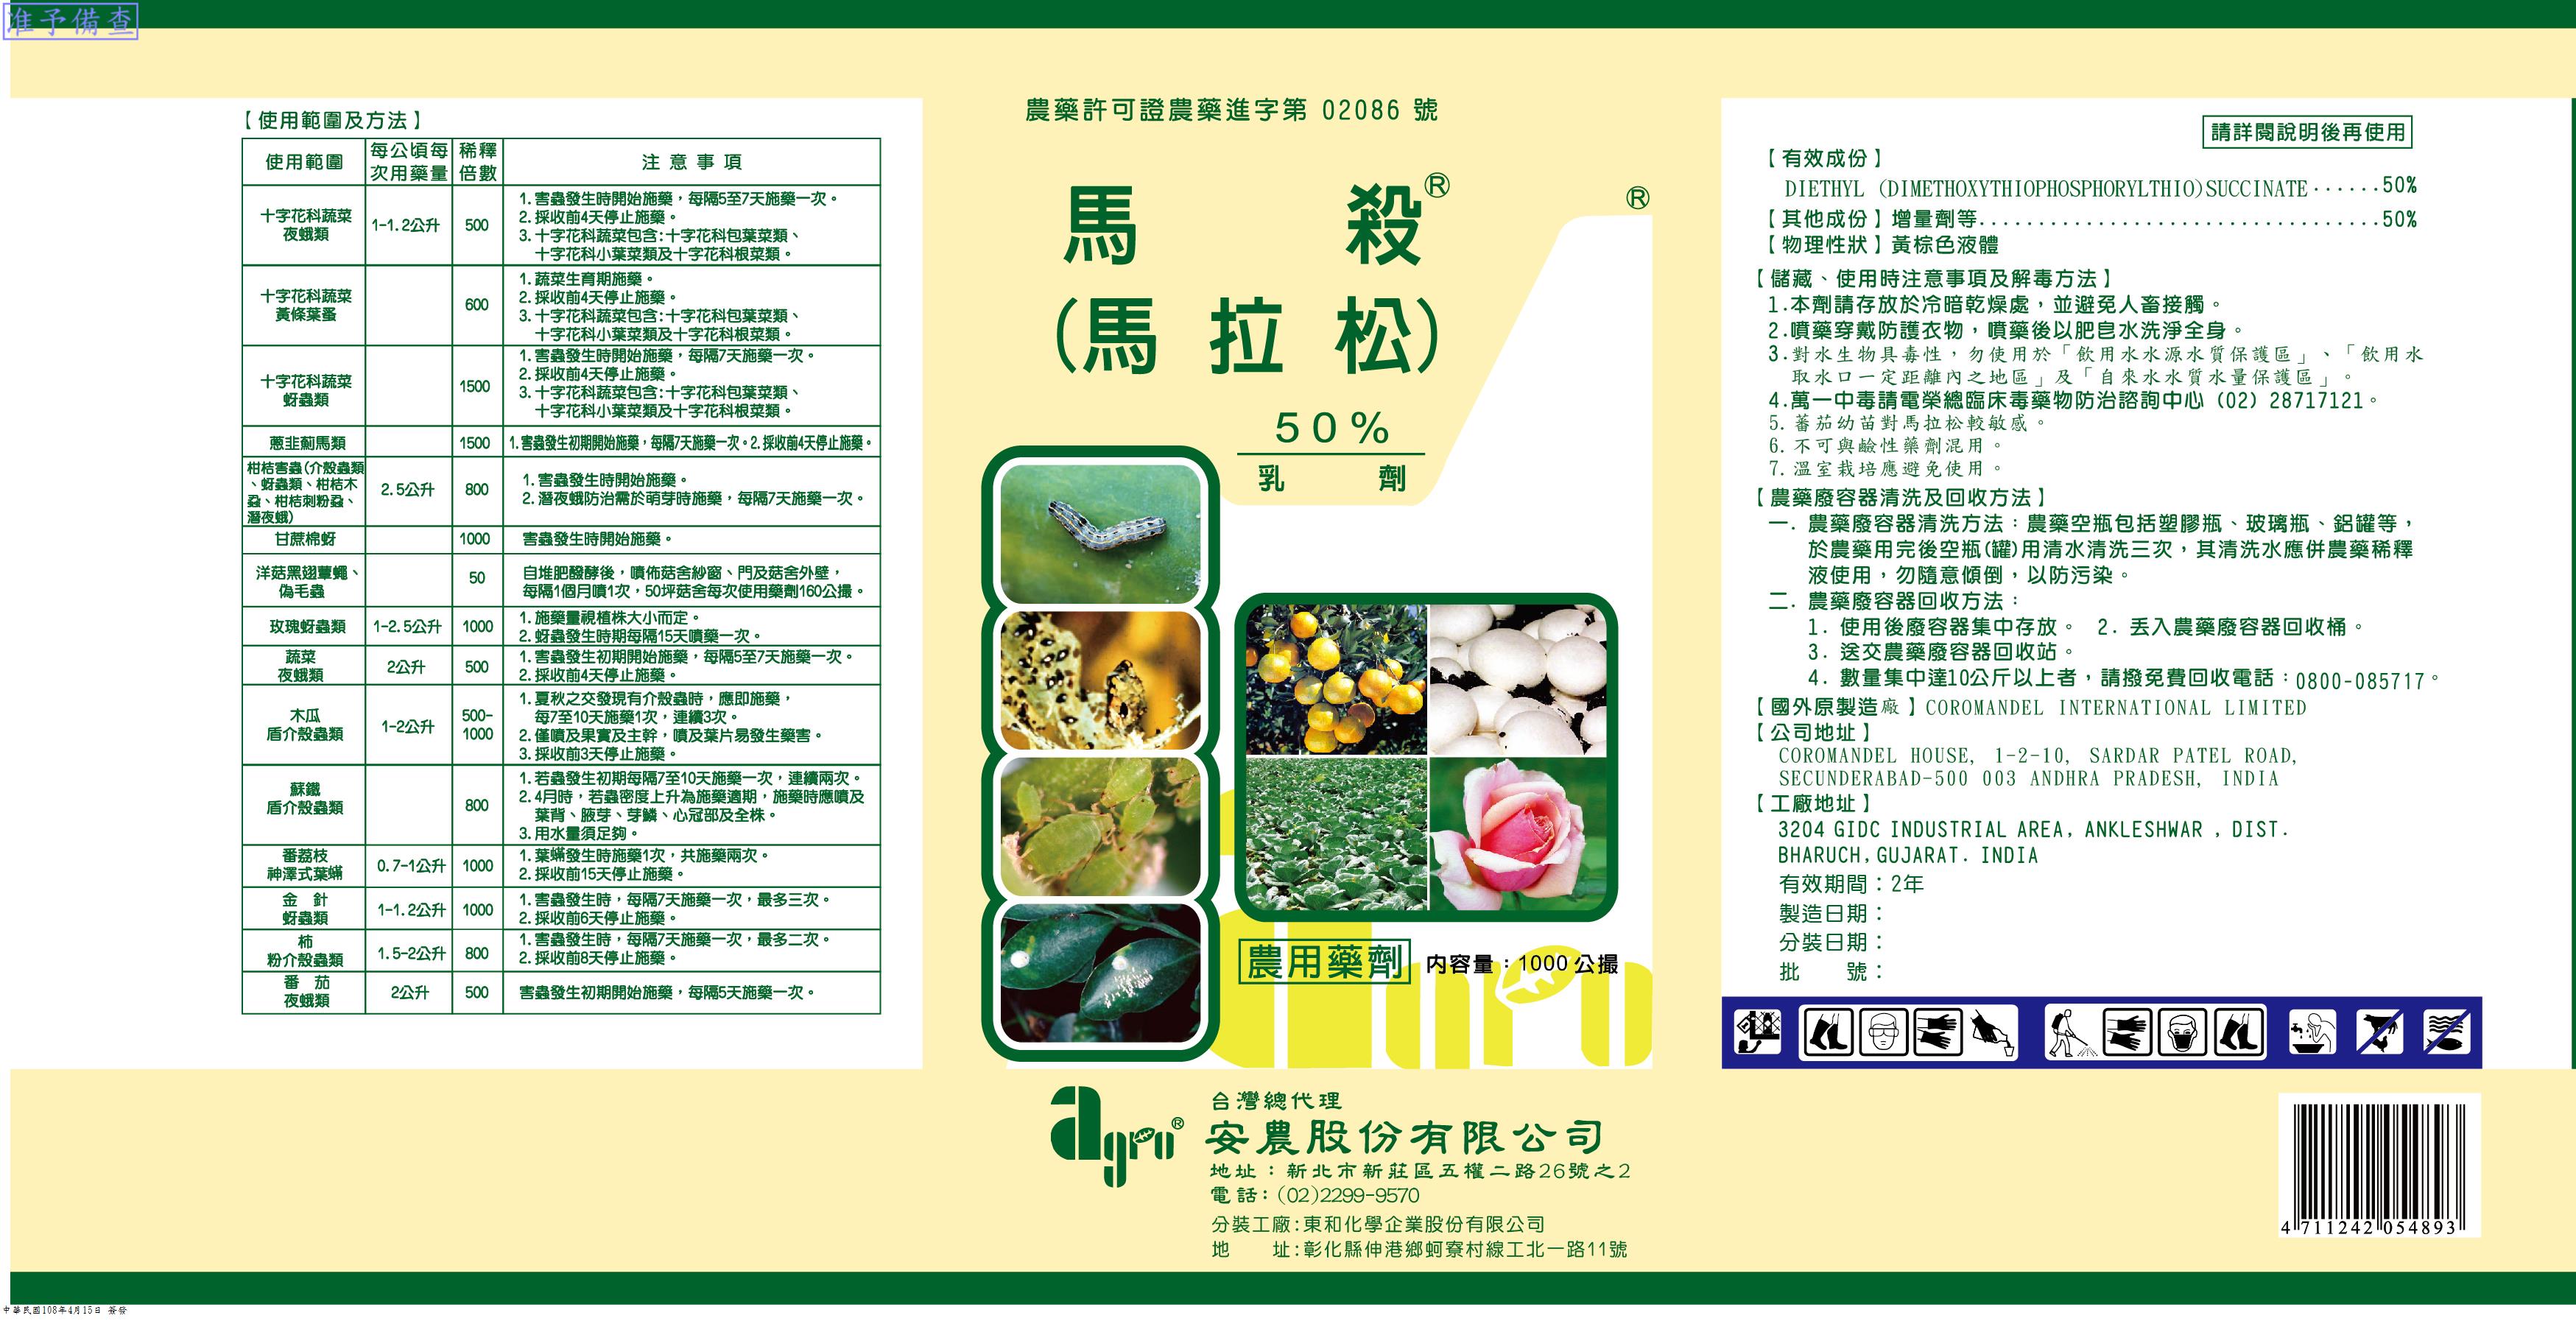 准予備查
【使用範圍及方法】
使用範圍 每公頃每次用藥量 稀釋倍數 注意事項
十字花科蔬菜夜蛾類 1-1.2公升 500 1.害蟲發生時開始施藥,每隔5至7天施藥一次。
2.採收前4天停止施藥。
3.十字花科蔬菜包含:十字花科包葉菜類、
十字花科小葉菜類及十字花科根菜類。
十字花科蔬菜黃條葉蚤 600 1.蔬菜生育期施藥。
2.採收前4天停止施藥。
3.十字花科蔬菜包含:十字花科包葉菜類、
十字花科小葉菜類及十字花科根菜類。
十字花科蔬菜蚜蟲類 1500 1.害蟲發生時開始施藥,每隔7天施藥一次。
2.採收前4天停止施藥。
3.十字花科蔬菜包含:十字花科包葉菜類、
十字花科小葉菜類及十字花科根菜類。
蔥韭薊馬類 1500 1.害蟲發生初期開始施藥,每隔7天施藥一次。2.採收前4天停止施藥。
柑桔害蟲(介殼蟲類、蚜蟲類、柑桔木蝨、柑桔刺粉蝨、潛夜蛾) 2.5公升 800 1.害蟲發生時開始施藥。
2.潛夜蛾防治需於萌芽時施藥,每隔7天施藥一次。
甘蔗棉蚜 1000 害蟲發生時開始施藥。
洋菇黑翅蕈蠅、偽毛蟲 50 自堆肥醱酵後,噴佈菇舍紗窗、門及菇舍外壁,
每隔1個月噴1次,50坪菇舍每次使用藥劑160公撮。
玫瑰蚜蟲類 1-2.5公升 1000 1.施藥量視植株大小而定。
2.蚜蟲發生時期每隔15天噴藥一次。
蔬菜夜蛾類 2公升 500 1.害蟲發生初期開始施藥,每隔5至7天施藥一次。
2.採收前4天停止施藥。
木瓜盾介殼蟲類 1-2公升 500-1000 1.夏秋之交發現有介殼蟲時,應即施藥,
每7至10天施藥1次,連續3次。
2.僅噴及果實及主幹,噴及葉片易發生藥害。
3.採收前3天停止施藥。
蘇鐵盾介殼蟲類 800 1.若蟲發生初期每隔7至10天施藥一次,連續兩次。
2.4月時,若蟲密度上升為施藥適期,施藥時應噴及
葉背、腋芽、芽鱗、心冠部及全株。
3.用水量須足夠。
番荔枝神澤式葉蟎 0.7-1公升 1000 1.葉蟎發生時施藥1次,共施藥兩次。
2.採收前15天停止施藥。
金 針蚜蟲類 1-1.2公升 1000 1.害蟲發生時,每隔7天施藥一次,最多三次。
2.採收前6天停止施藥。
柿粉介殼蟲類 1.5-2公升 800 1.害蟲發生時,每隔7天施藥一次,最多二次。
2.採收前8天停止施藥。
番 茄夜蛾類 2公升 500 害蟲發生初期開始施藥,每隔5天施藥一次。
農藥許可證農藥進字第 02086 號
馬 殺®
®
(馬拉松)
50%
乳 劑
農用藥劑 內容量:1000公撮
agro
agro®
台灣總代理
安農股份有限公司
地址:新北市新莊區五權二路26號之2
電話:(02)2299-9570
分裝工廠:東和化學企業股份有限公司
地 址:彰化縣伸港鄉蚵寮村線工北一路11號
請詳閱說明後再使用
【有效成份】
DIETHYL (DIMETHOXYTHIOPHOSPHORYLTHIO)SUCCINATE······50%
【其他成份】增量劑等..................................50%
【物理性狀】黃棕色液體
【儲藏、使用時注意事項及解毒方法】
1.本劑請存放於冷暗乾燥處,並避免人畜接觸。
2.噴藥穿戴防護衣物,噴藥後以肥皂水洗淨全身。
3.對水生物具毒性,勿使用於「飲用水水源水質保護區」、「飲用水
取水口一定距離內之地區」及「自來水水質水量保護區」。
4.萬一中毒請電榮總臨床毒藥物防治諮詢中心 (02) 28717121。
5.蕃茄幼苗對馬拉松較敏感。
6.不可與鹼性藥劑混用。
7.溫室栽培應避免使用。
【農藥廢容器清洗及回收方法】
一. 農藥廢容器清洗方法:農藥空瓶包括塑膠瓶、玻璃瓶、鋁罐等,
於農藥用完後空瓶(罐)用清水清洗三次,其清洗水應併農藥稀釋
液使用,勿隨意傾倒,以防污染。
二. 農藥廢容器回收方法:
1. 使用後廢容器集中存放。 2. 丟入農藥廢容器回收桶。
3. 送交農藥廢容器回收站。
4. 數量集中達10公斤以上者,請撥免費回收電話:0800-085717。
【國外原製造廠】COROMANDEL INTERNATIONAL LIMITED
【公司地址】
COROMANDEL HOUSE, 1-2-10, SARDAR PATEL ROAD,
SECUNDERABAD-500 003 ANDHRA PRADESH, INDIA
【工廠地址】
3204 GIDC INDUSTRIAL AREA, ANKLESHWAR , DIST.
BHARUCH, GUJARAT. INDIA
有效期間:2年
製造日期:
分裝日期:
批 號:
4 711242 054893
中華民國108年4月15日 簽發